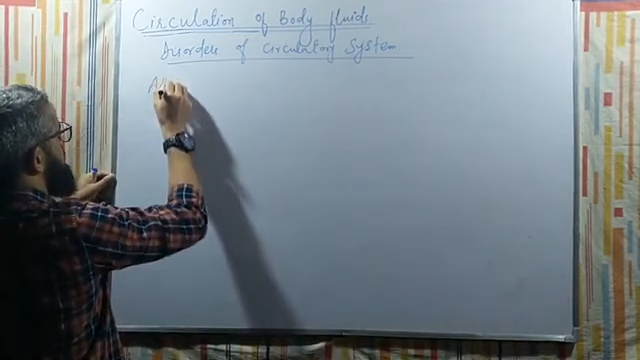 Circulation of Body fluids
Disorders of Circulatory System